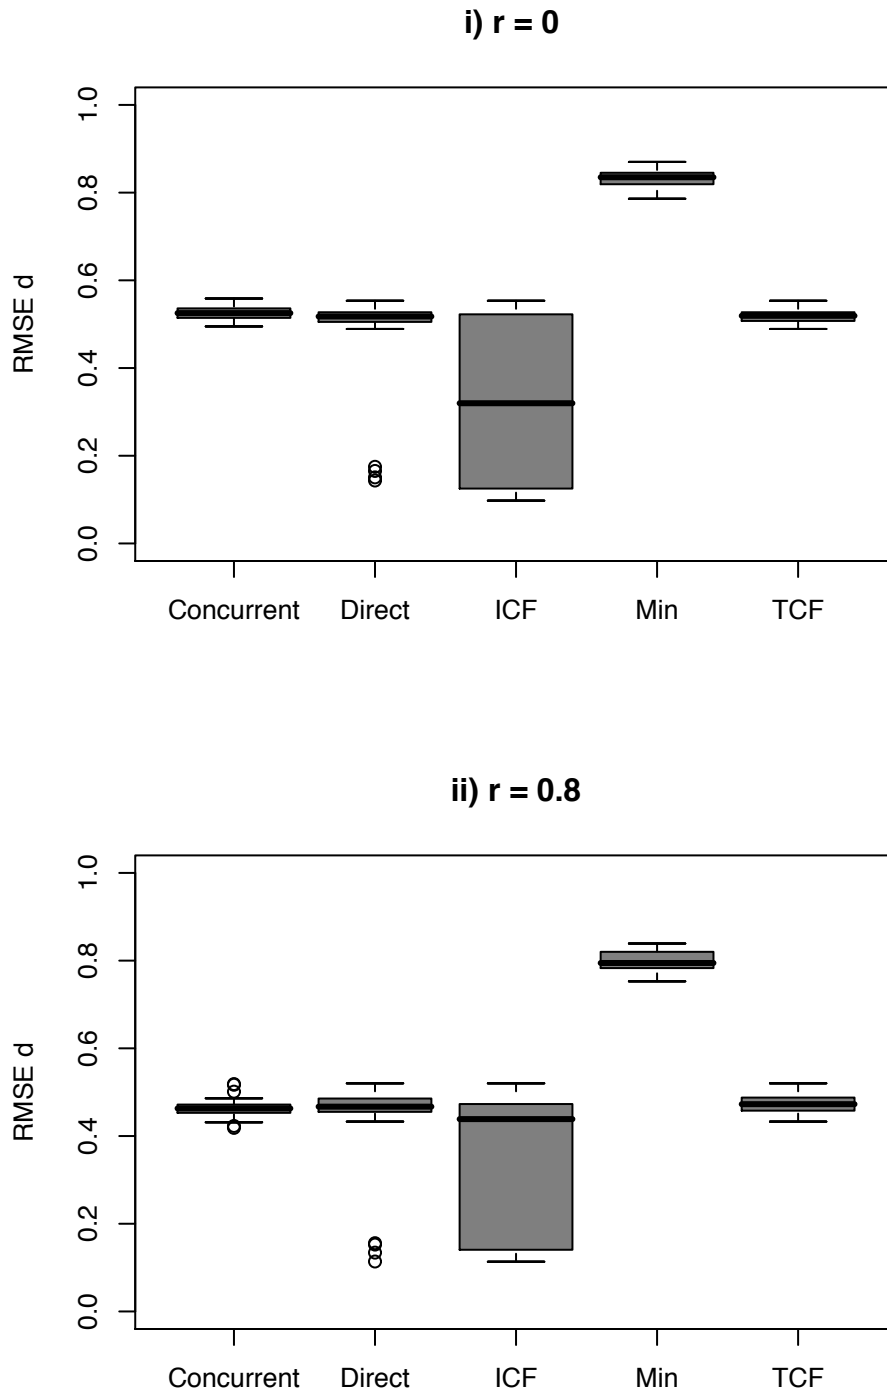 i) r = 0
RMSE d
1.0
0.8
0.6
0.4
0.2
0.0
Concurrent Direct ICF Min TCF
ii) r = 0.8
RMSE d
1.0
0.8
0.6
0.4
0.2
0.0
Concurrent Direct ICF Min TCF